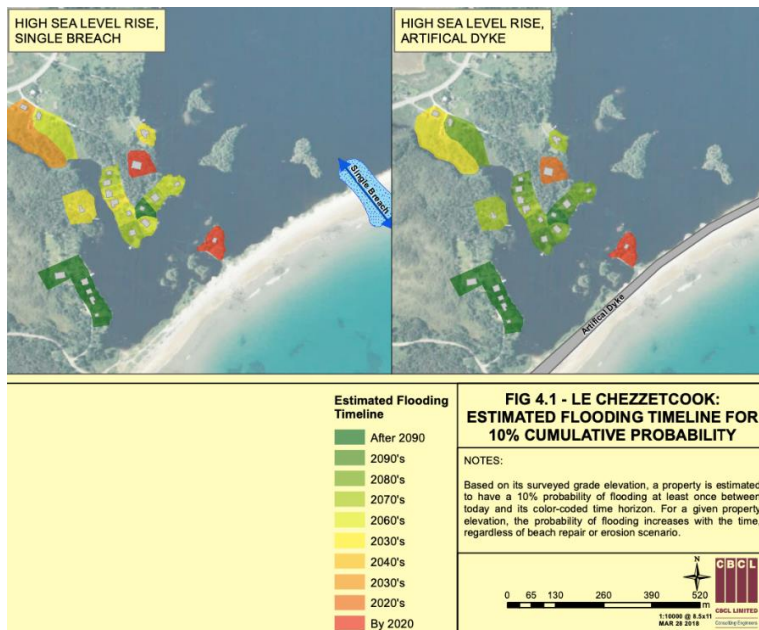 HIGH SEA LEVEL RISE,
SINGLE BREACH
HIGH SEA LEVEL RISE,
ARTIFICAL DYKE
Single Breach
Artifical Dyke
Estimated Flooding
Timeline
After 2090
2090's
2080's
2070's
2060's
2030's
2040's
2030's
2020's
By 2020
FIG 4.1 - LE CHEZZETCOOK:
ESTIMATED FLOODING TIMELINE FOR
10% CUMULATIVE PROBABILITY
NOTES:
Based on its surveyed grade elevation, a property is estimated
to have a 10% probability of flooding at least once between
today and its color-coded time horizon. For a given property
elevation, the probability of flooding increases with the time,
regardless of beach repair or erosion scenario.
N
0 65 130 260 390 520
m
1:10000 @ 8.5x11
MAR 28 2018
CBCL
CBCL LIMITED
Consulting Engineers